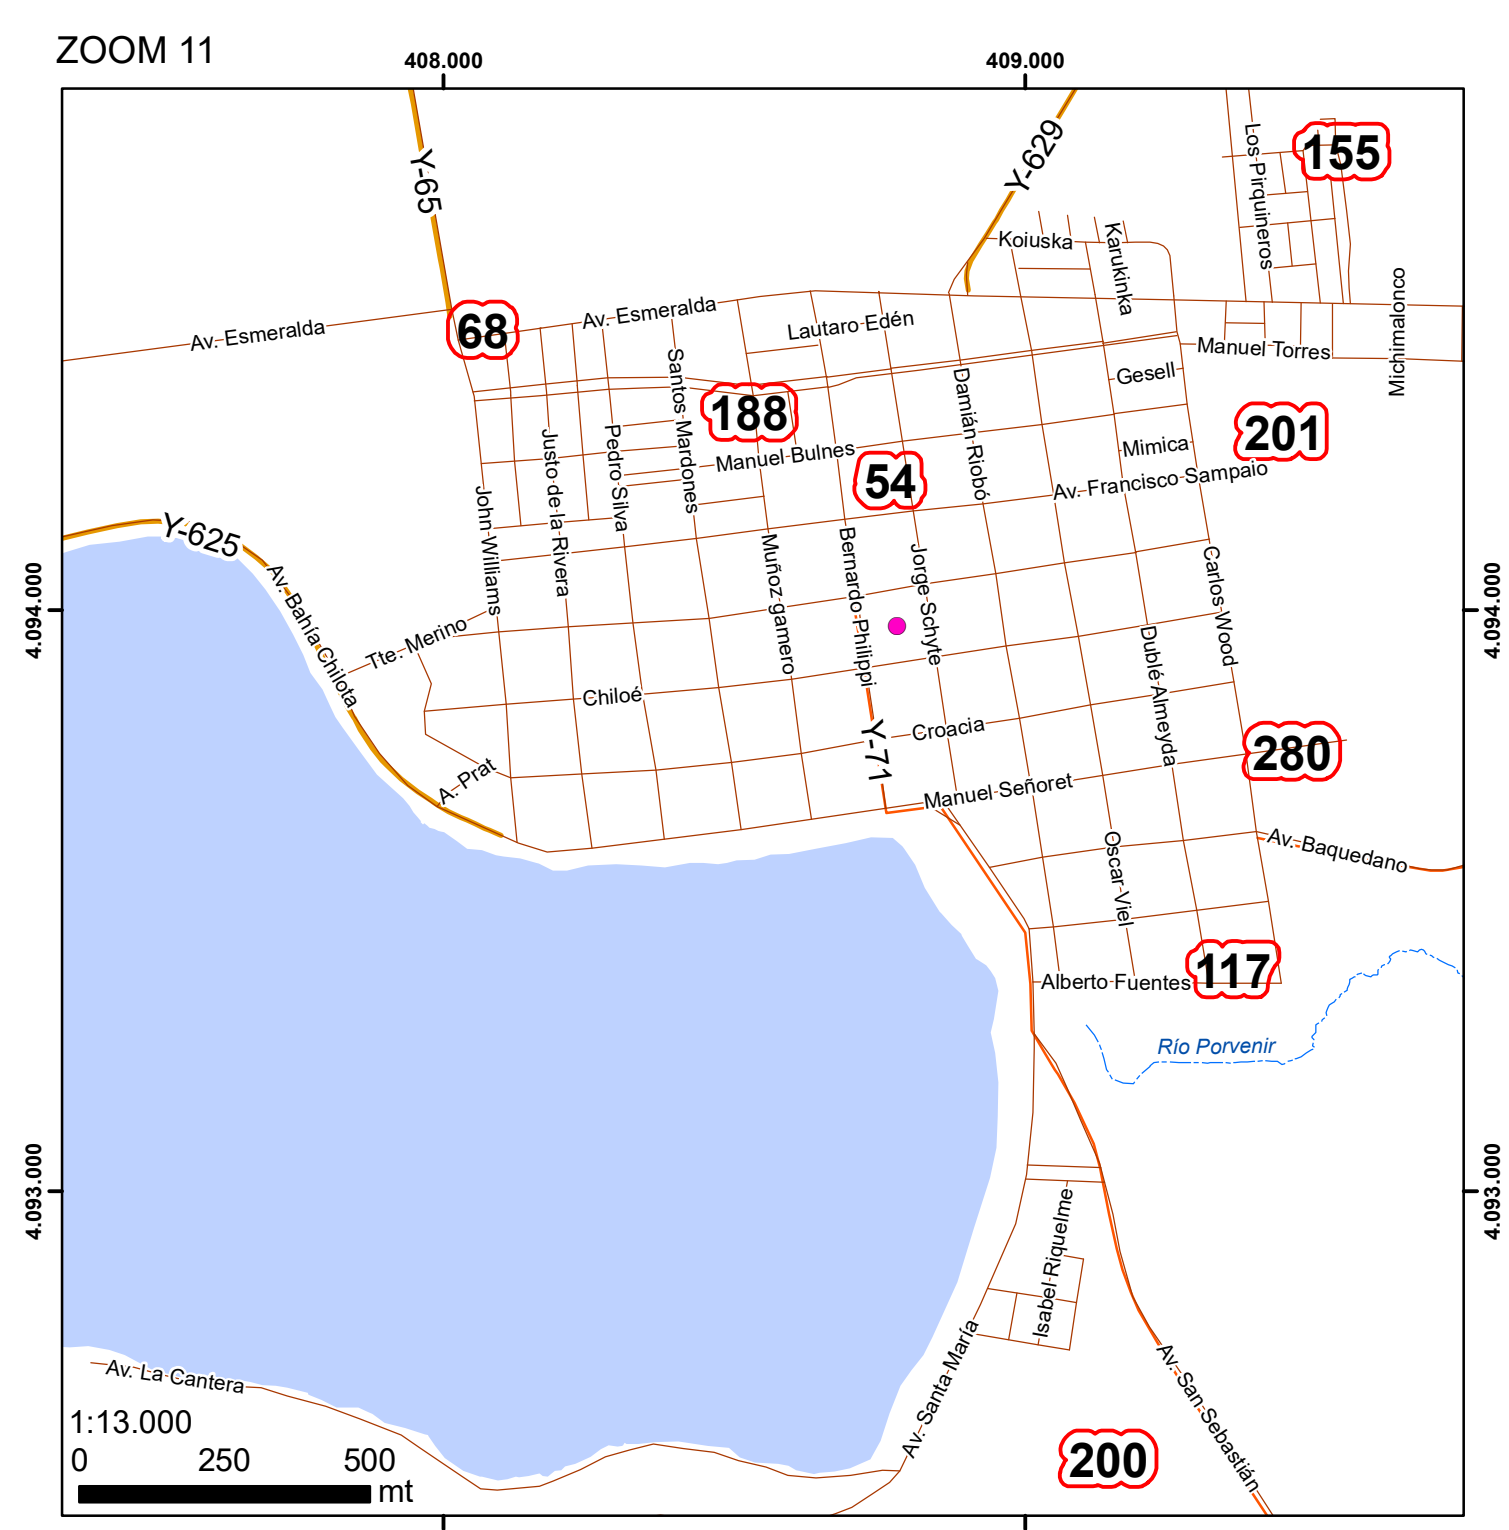 ZOOM 11
408.000
409.000
Y-65
Y-629
Los Pirquineros
155
Koiuska
Karukinka
Michimalonco
Av. Esmeralda
68
Av. Esmeralda
Lautaro Edén
Manuel Torres
Gesell
Santos Mardones
188
Damián Riobó
201
Justo de la Rivera
Pedro Silva
Manuel Bulnes
Mimica
54
Av. Francisco Sampaio
John Williams
Y-625
Muñoz gamero
Bernardo Philippi
Jorge Schyte
Carlos Wood
4.094.000
4.094.000
Av. Bahía Chilota
Tte. Merino
Dublé Almeyda
Chiloé
Croacia
Y-71
280
A. Prat
Manuel Señoret
Oscar Viel
Av. Baquedano
117
Alberto Fuentes
Río Porvenir
4.093.000
4.093.000
Isabel Riquelme
Av. Santa María
Av. San Sebastián
Av. La Cantera
1:13.000
0 250 500
mt
200